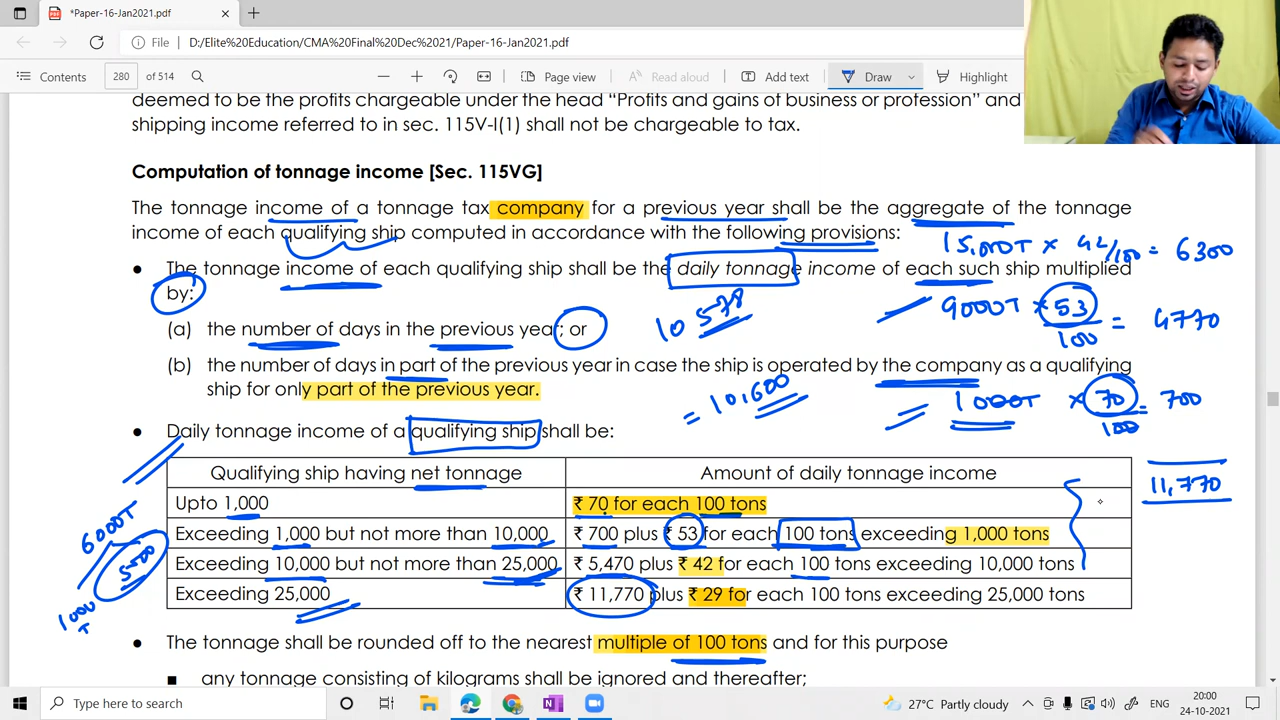 *Paper-16-Jan2021.pdf
File D:/Elite%20Education/CMA%20Final%20Dec%2021/Paper-16-Jan2021.pdf
Contents 280 of 514 Page view Read aloud Add text Draw Highlight
deemed to be the profits chargeable under the head “Profits and gains of business or profession” and
shipping income referred to in sec. 115V-I(1) shall not be chargeable to tax.
Computation of tonnage income [Sec. 115VG]
The tonnage income of a tonnage tax company for a previous year shall be the aggregate of the tonnage
income of each qualifying ship computed in accordance with the following provisions:
15,000T × 42/100 = 6300
● The tonnage income of each qualifying ship shall be the daily tonnage income of each such ship multiplied
by:
10 578
9000T × 53/100 = 4770
(a) the number of days in the previous year; or
(b) the number of days in part of the previous year in case the ship is operated by the company as a qualifying
ship for only part of the previous year.
= 10,600
1000T × 70/100 = 700
● Daily tonnage income of a qualifying ship shall be:
Qualifying ship having net tonnage Amount of daily tonnage income
11,770
Upto 1,000 ₹ 70 for each 100 tons
Exceeding 1,000 but not more than 10,000 ₹ 700 plus ₹ 53 for each 100 tons exceeding 1,000 tons
Exceeding 10,000 but not more than 25,000 ₹ 5,470 plus ₹ 42 for each 100 tons exceeding 10,000 tons
Exceeding 25,000 ₹ 11,770 plus ₹ 29 for each 100 tons exceeding 25,000 tons
6000T
1000
T
● The tonnage shall be rounded off to the nearest multiple of 100 tons and for this purpose
■ any tonnage consisting of kilograms shall be ignored and thereafter;
Type here to search
27°C Partly cloudy ENG 20:00
24-10-2021